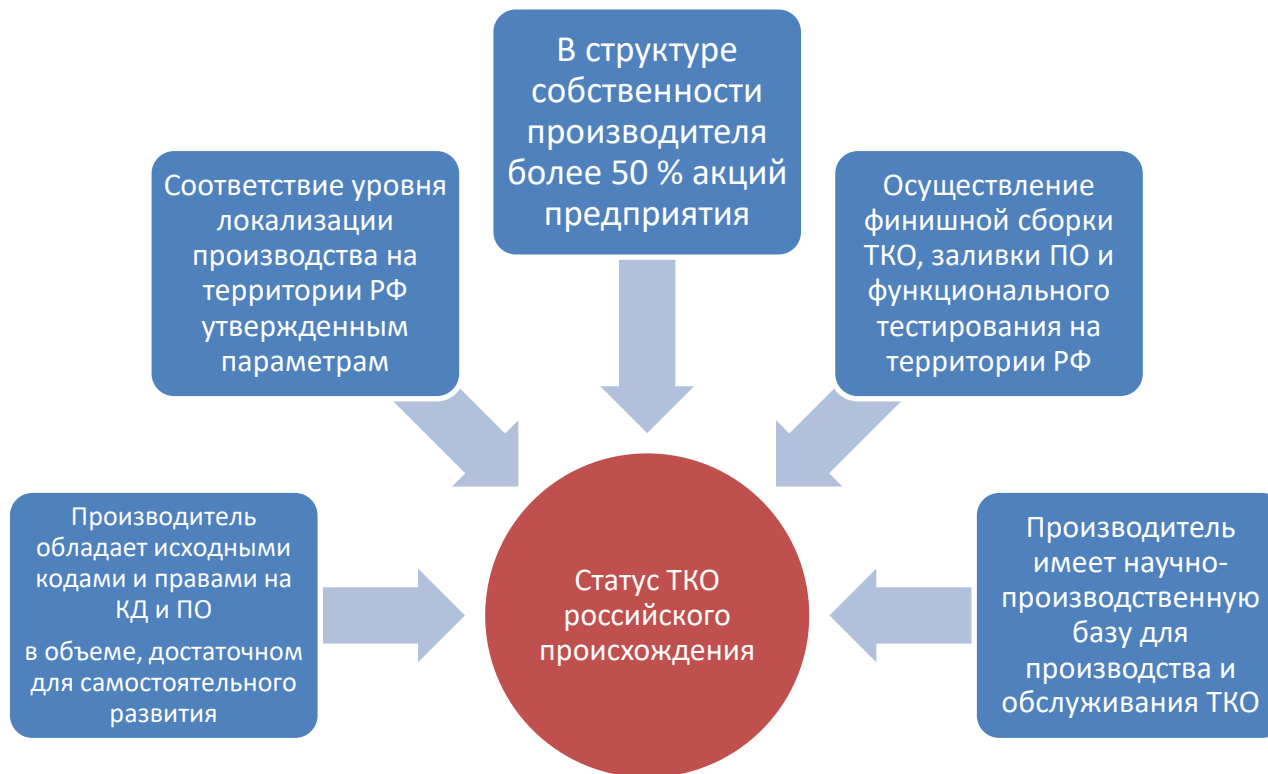 В структуре
собственности
производителя
более 50 % акций
предприятия
Соответствие уровня
локализации
производства на
территории РФ
утвержденным
параметрам
Осуществление
финишной сборки
ТКО, заливки ПО и
функционального
тестирования на
территории РФ
Производитель
обладает исходными
кодами и правами на
КД и ПО
в объеме, достаточном
для самостоятельного
развития
Статус ТКО
российского
происхождения
Производитель
имеет научно-
производственную
базу для
производства и
обслуживания ТКО